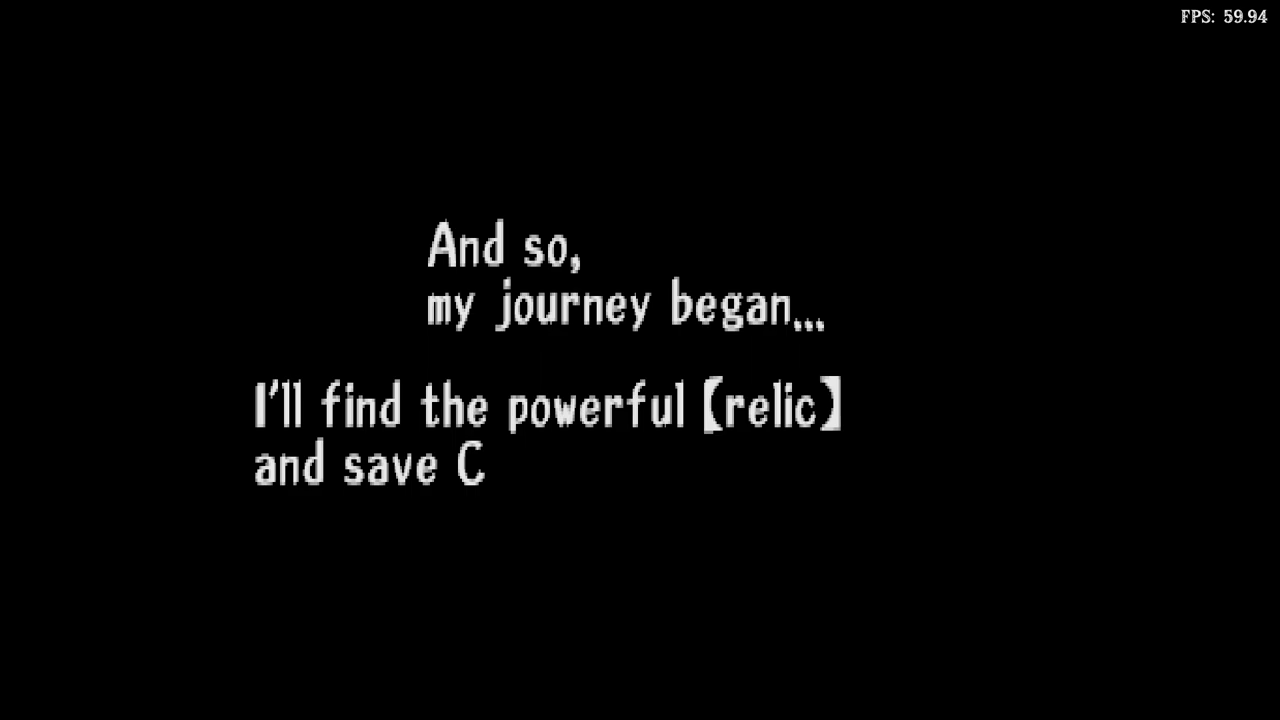 FPS: 59.94
And so,
my journey began...
I'll find the powerful【relic】
and save C